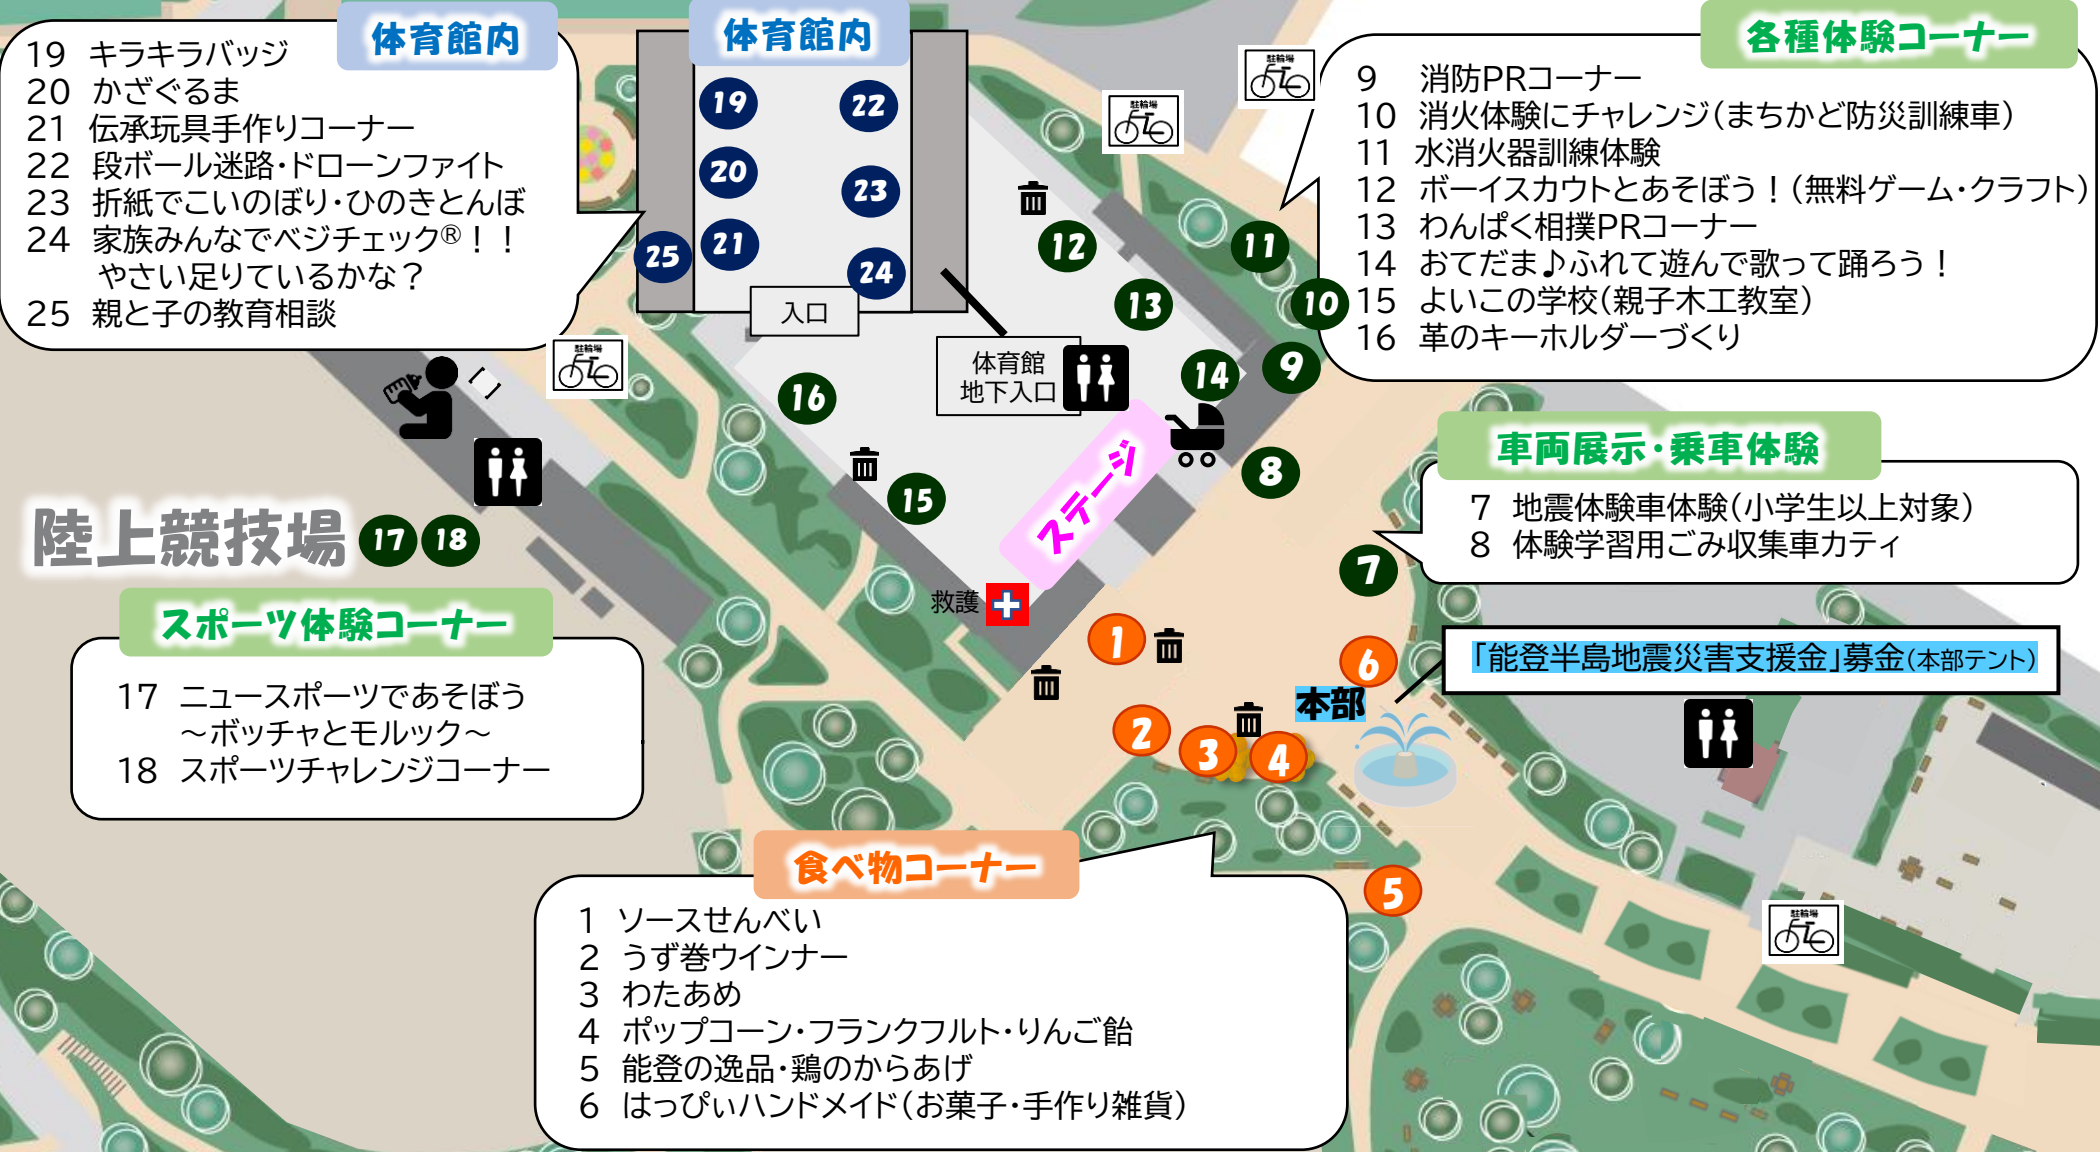 体育館内
19 キラキラバッジ
20 かざぐるま
21 伝承玩具手作りコーナー
22 段ボール迷路・ドローンファイト
23 折紙でこいのぼり・ひのきとんぼ
24 家族みんなでベジチェック®！！
やさい足りているかな？
25 親と子の教育相談
体育館内
19
22
20
23
21
25
24
入口
体育館
地下入口
駐輪場
駐輪場
駐輪場
各種体験コーナー
9 消防PRコーナー
10 消火体験にチャレンジ（まちかど防災訓練車）
11 水消火器訓練体験
12 ボーイスカウトとあそぼう！（無料ゲーム・クラフト）
13 わんぱく相撲PRコーナー
14 おてだま♪ふれて遊んで歌って踊ろう！
15 よいこの学校（親子木工教室）
16 革のキーホルダーづくり
12
11
13
10
14
9
16
15
8
ステージ
救護
車両展示・乗車体験
7 地震体験車体験（小学生以上対象）
8 体験学習用ごみ収集車カティ
7
陸上競技場
17
18
スポーツ体験コーナー
17 ニュースポーツであそぼう
～ボッチャとモルック～
18 スポーツチャレンジコーナー
1
6
「能登半島地震災害支援金」募金（本部テント）
本部
2
3
4
5
駐輪場
食べ物コーナー
1 ソースせんべい
2 うず巻ウインナー
3 わたあめ
4 ポップコーン・フランクフルト・りんご飴
5 能登の逸品・鶏のからあげ
6 はっぴぃハンドメイド（お菓子・手作り雑貨）